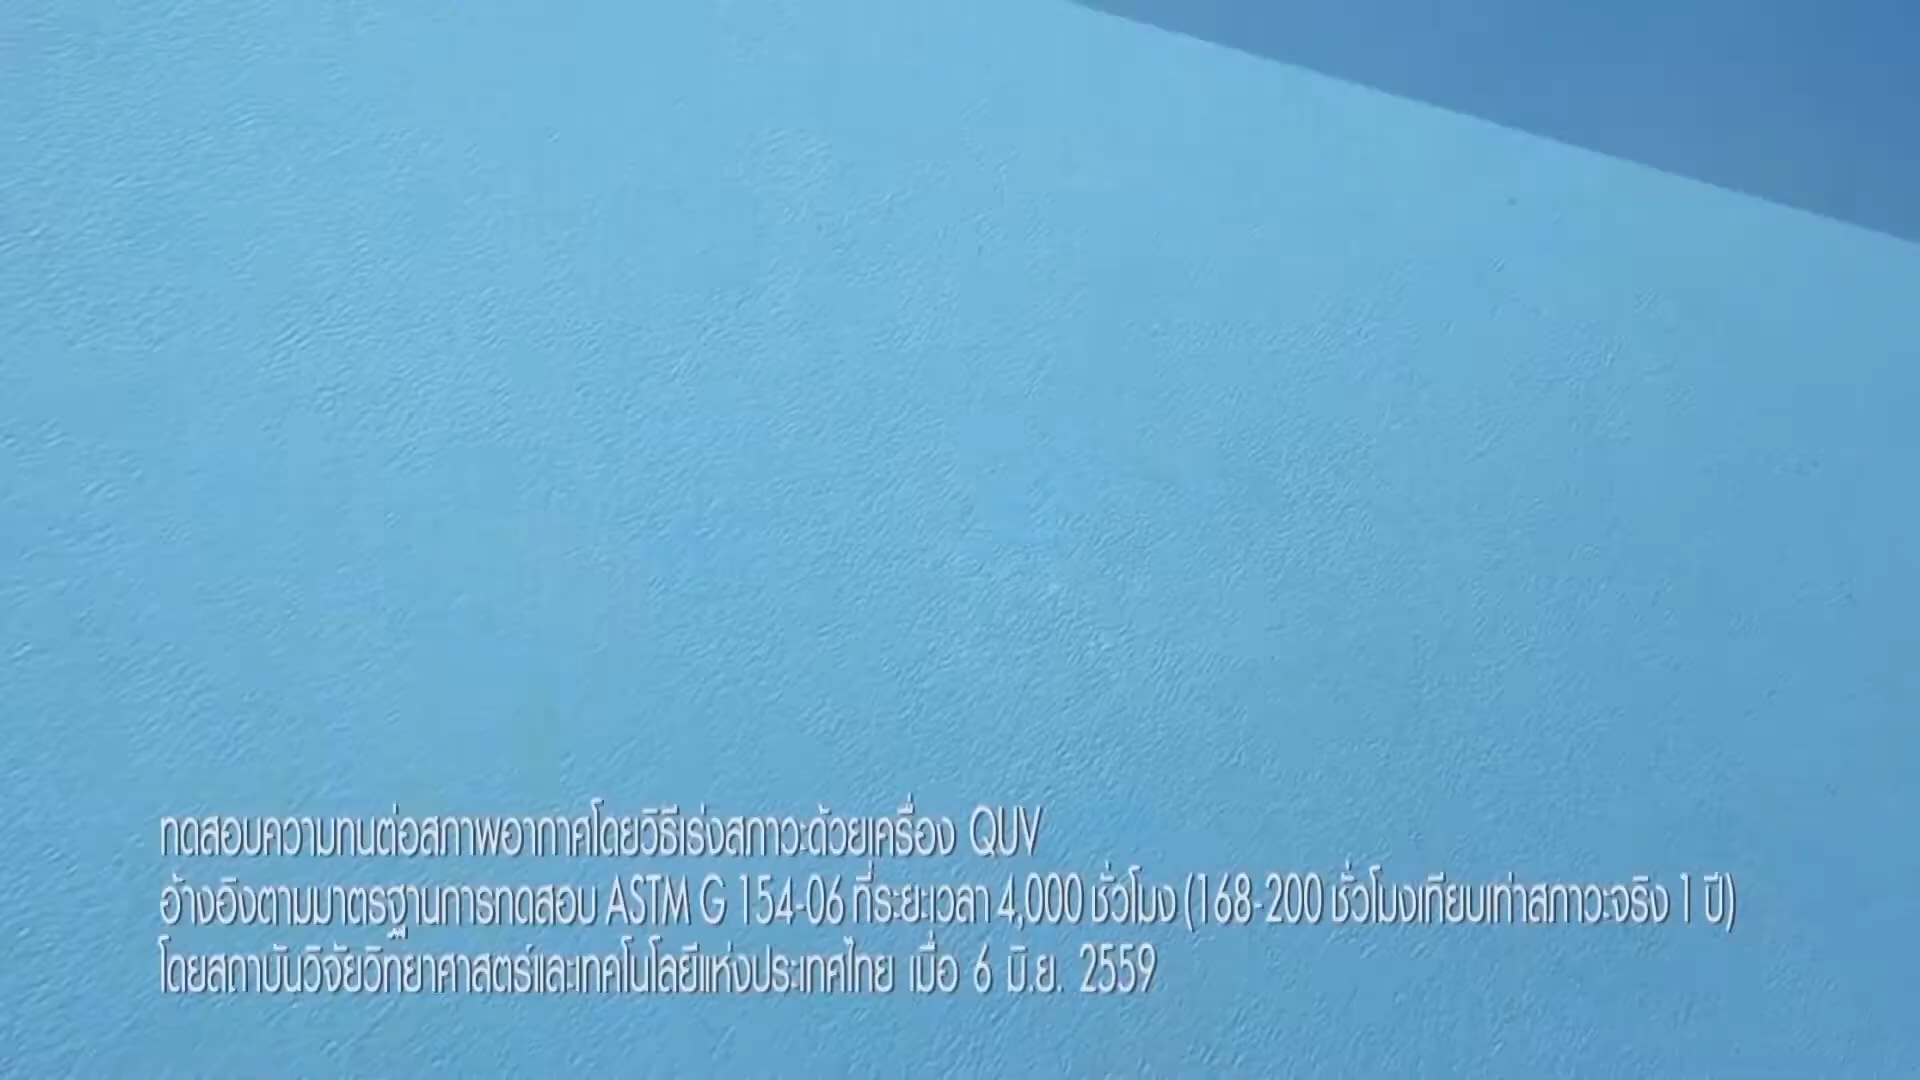 ทดสอบความทนต่อสภาพอากาศโดยวิธีเร่งสภาวะด้วยเครื่อง QUV
อ้างอิงตามมาตรฐานการทดสอบ ASTM G 154-06 ที่ระยะเวลา 4,000 ชั่วโมง (168-200 ชั่วโมงเทียบเท่าสภาวะจริง 1 ปี)
โดยสถาบันวิจัยวิทยาศาสตร์และเทคโนโลยีแห่งประเทศไทย เมื่อ 6 มิ.ย. 2559